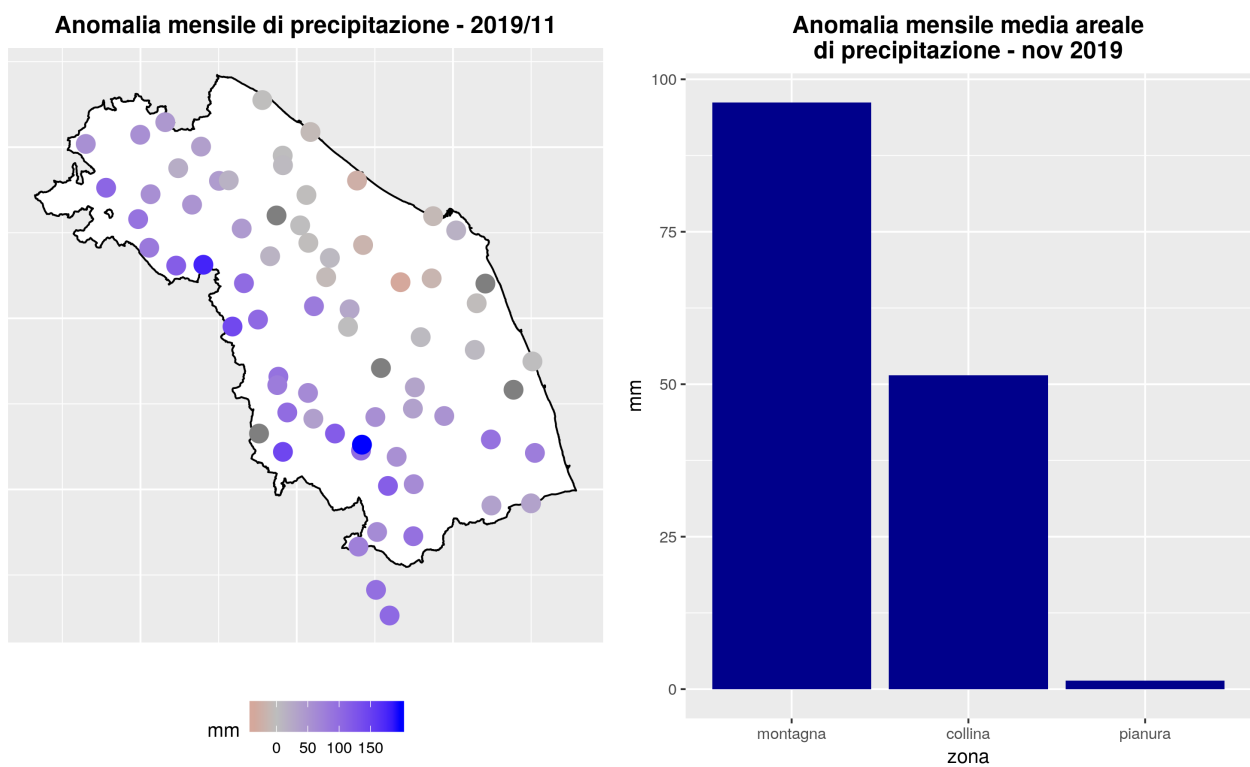 Anomalia mensile di precipitazione - 2019/11
mm
0 50 100 150
Anomalia mensile media areale
di precipitazione - nov 2019
mm
100
75
50
25
0
montagna collina pianura
zona